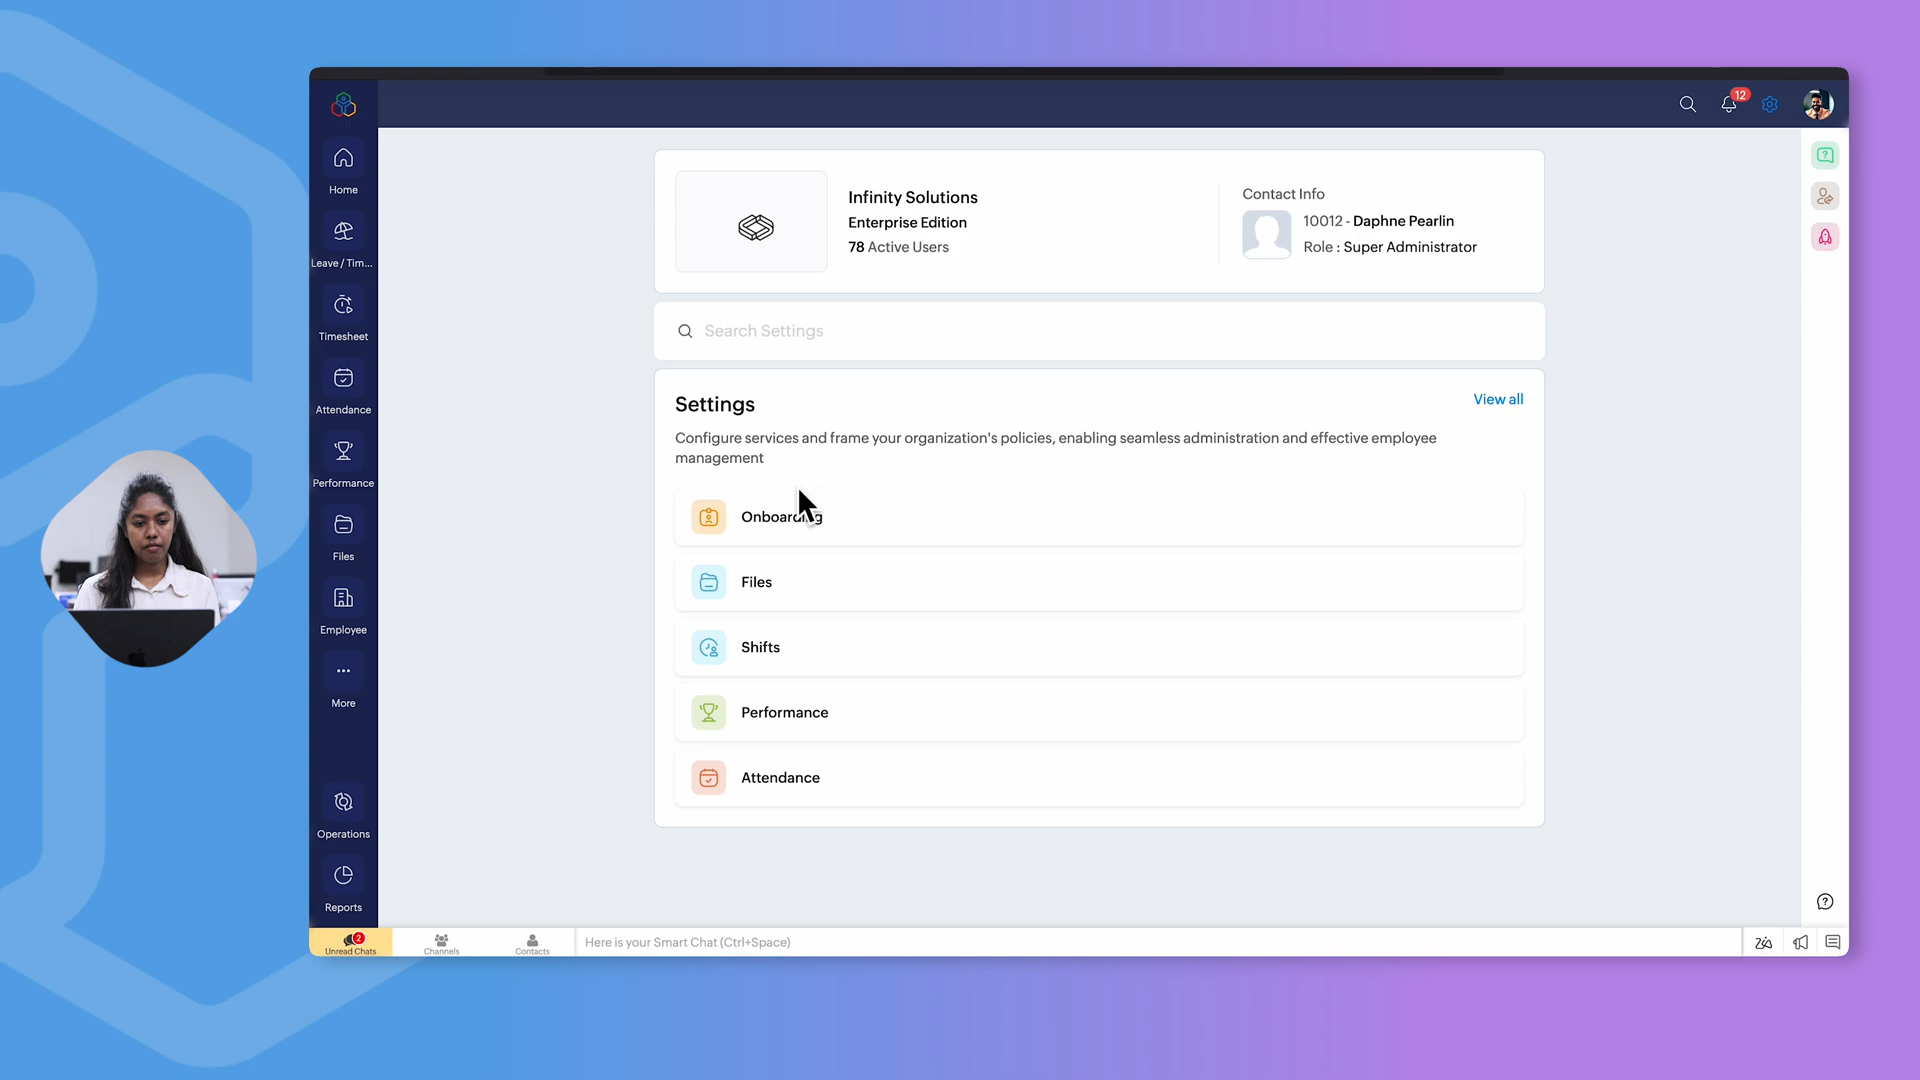 12
Home
Leave / Tim...
Timesheet
Attendance
Performance
Files
Employee
More
Operations
Reports
Infinity Solutions
Enterprise Edition
78 Active Users
Contact Info
10012 - Daphne Pearlin
Role : Super Administrator
Search Settings
Settings
View all
Configure services and frame your organization's policies, enabling seamless administration and effective employee
management
Onboarding
Files
Shifts
Performance
Attendance
2
Unread Chats
Channels
Contacts
Here is your Smart Chat (Ctrl+Space)